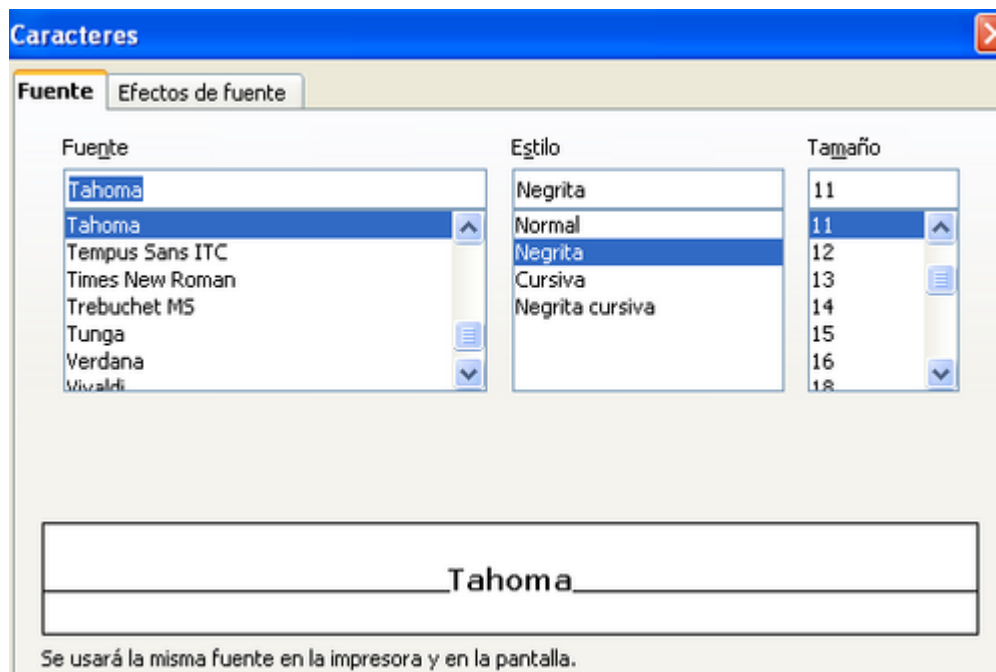 Caracteres
Fuente Efectos de fuente
Fuente Estilo Tamaño
Tahoma Negrita 11
Tahoma Normal 11
Tempus Sans ITC Negrita 12
Times New Roman Cursiva 13
Trebuchet MS Negrita cursiva 14
Tunga 15
Verdana 16
Vivaldi 18
Tahoma
Se usará la misma fuente en la impresora y en la pantalla.